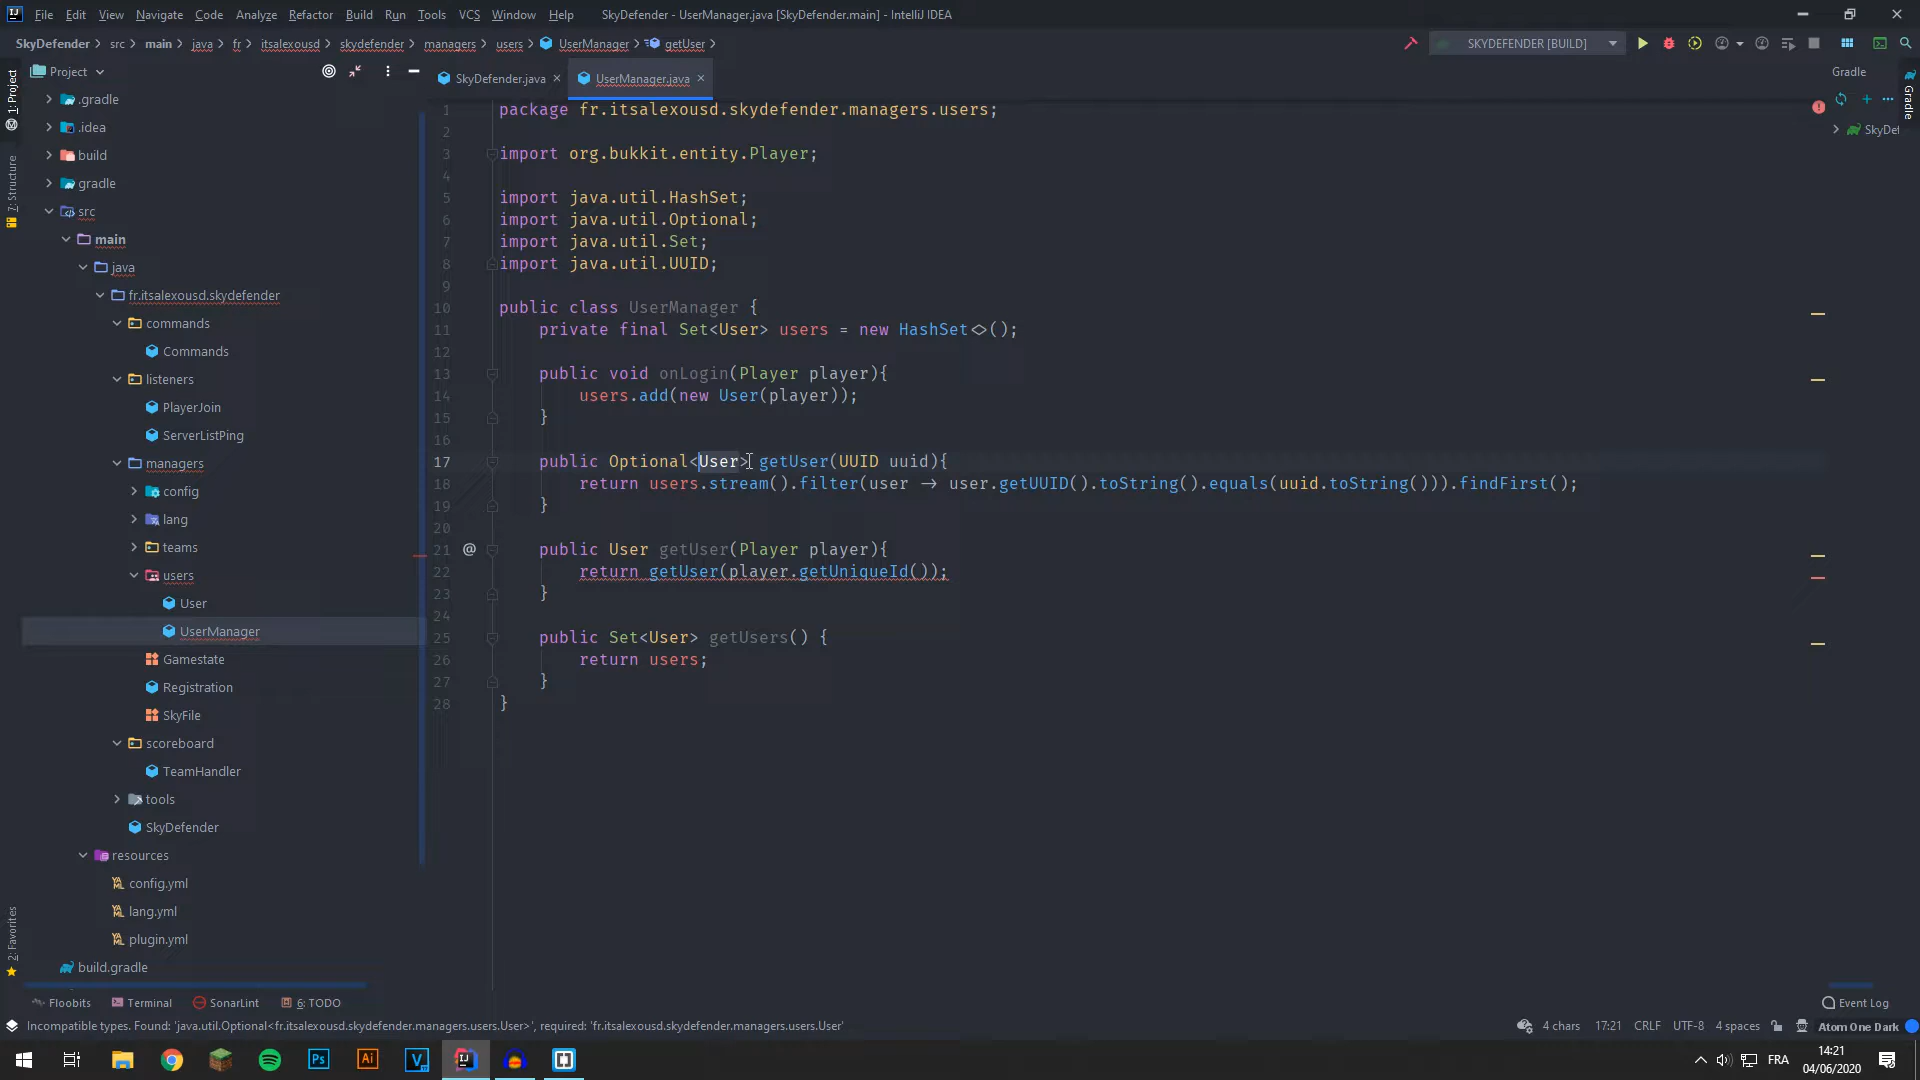 File Edit View Navigate Code Analyze Refactor Build Run Tools VCS Window Help SkyDefender - UserManager.java [SkyDefender.main] - IntelliJ IDEA
SkyDefender src main java fr itsalexousd skydefender managers users UserManager getUser SKYDEFENDER [BUILD]
1: Project
7: Structure
2: Favorites
Project
.gradle
.idea
build
gradle
src
main
java
fr.itsalexousd.skydefender
commands
Commands
listeners
PlayerJoin
ServerListPing
managers
config
lang
teams
users
User
UserManager
Gamestate
Registration
SkyFile
scoreboard
TeamHandler
tools
SkyDefender
resources
config.yml
lang.yml
plugin.yml
build.gradle
SkyDefender.java UserManager.java
1 package fr.itsalexousd.skydefender.managers.users;
2
3 import org.bukkit.entity.Player;
4
5 import java.util.HashSet;
6 import java.util.Optional;
7 import java.util.Set;
8 import java.util.UUID;
9
10 public class UserManager {
11 private final Set<User> users = new HashSet<>();
12
13 public void onLogin(Player player){
14 users.add(new User(player));
15 }
16
17 public Optional<User> getUser(UUID uuid){
18 return users.stream().filter(user -> user.getUUID().toString().equals(uuid.toString())).findFirst();
19 }
20
21 @ public User getUser(Player player){
22 return getUser(player.getUniqueId());
23 }
24
25 public Set<User> getUsers() {
26 return users;
27 }
28 }
Gradle
SkyDef
Gradle
Floobits Terminal SonarLint 6: TODO Event Log
Incompatible types. Found: 'java.util.Optional<fr.itsalexousd.skydefender.managers.users.User>', required: 'fr.itsalexousd.skydefender.managers.users.User' 4 chars 17:21 CRLF UTF-8 4 spaces Atom One Dark
Ps Ai V FRA 14:21
04/06/2020